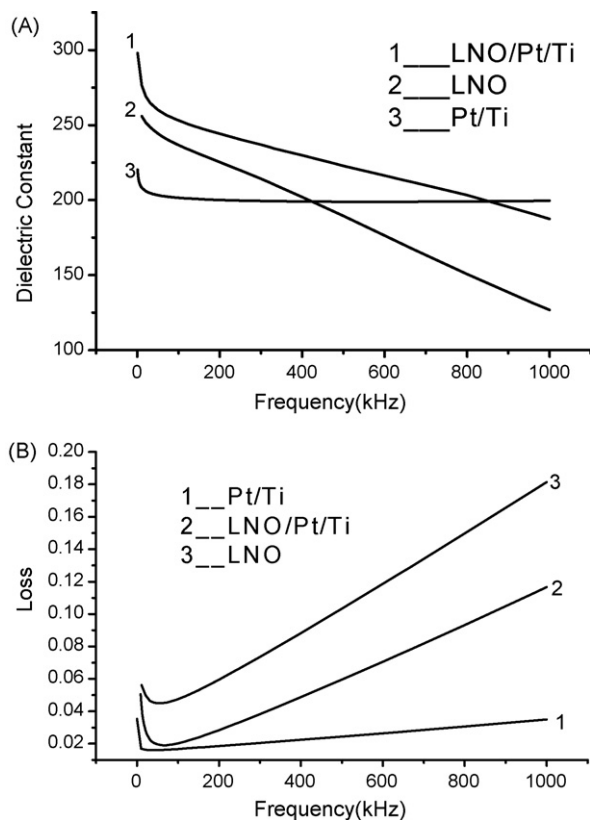 (A)
300
250
200
150
100
Dielectric Constant
1
2
3
1___LNO/Pt/Ti
2___LNO
3___Pt/Ti
0 200 400 600 800 1000
Frequency(kHz)
(B)
0.20
0.18
0.16
0.14
0.12
0.10
0.08
0.06
0.04
0.02
Loss
1__Pt/Ti
2__LNO/Pt/Ti
3__LNO
3
2
1
0 200 400 600 800 1000
Frequency(kHz)